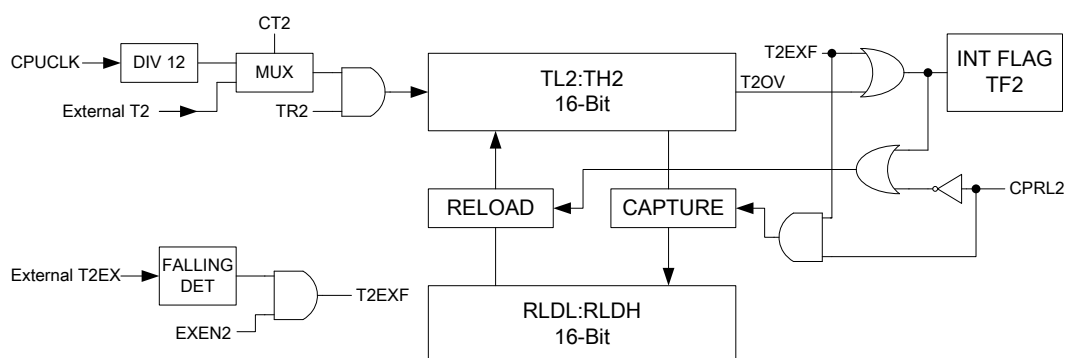 CT2
CPUCLK
DIV 12
MUX
External T2
TR2
TL2:TH2
16-Bit
T2EXF
T2OV
INT FLAG
TF2
RELOAD
CAPTURE
CPRL2
External T2EX
FALLING
DET
EXEN2
T2EXF
RLDL:RLDH
16-Bit